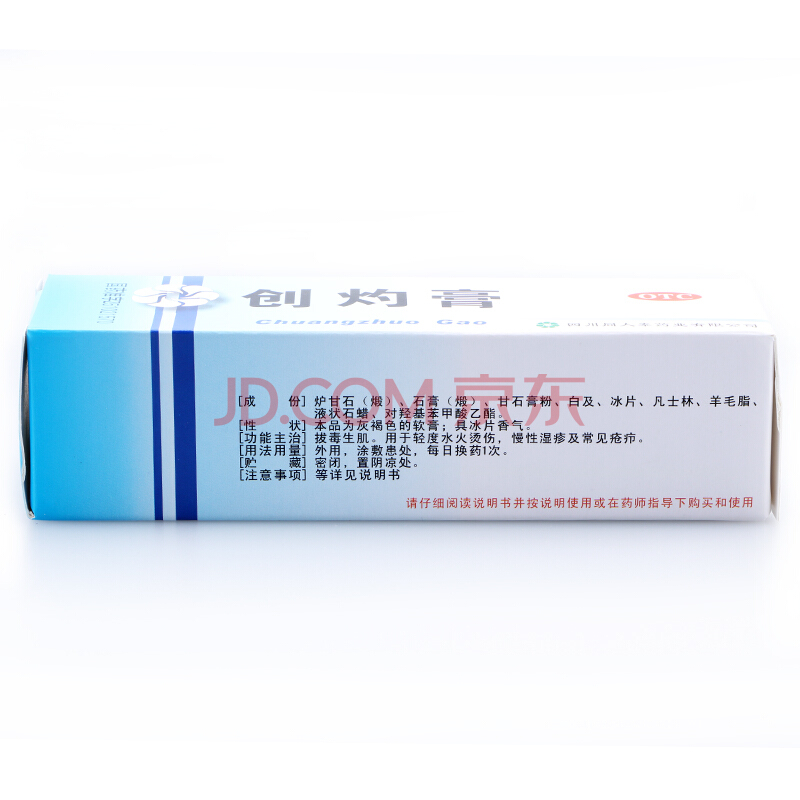 创灼膏
Chuangzhuo Gao
OTC
JD.COM 京东
[成 份] 炉甘石（煅）、石膏（煅）、甘石膏粉、白及、冰片、凡士林、羊毛脂、
液状石蜡、对羟基苯甲酸乙酯。
[性 状] 本品为灰褐色的软膏；具冰片香气。
[功能主治] 拔毒生肌。用于轻度水火烫伤，慢性湿疹及常见疮疖。
[用法用量] 外用，涂敷患处，每日换药1次。
[贮 藏] 密闭，置阴凉处。
[注意事项] 等详见说明书
请仔细阅读说明书并按说明使用或在药师指导下购买和使用